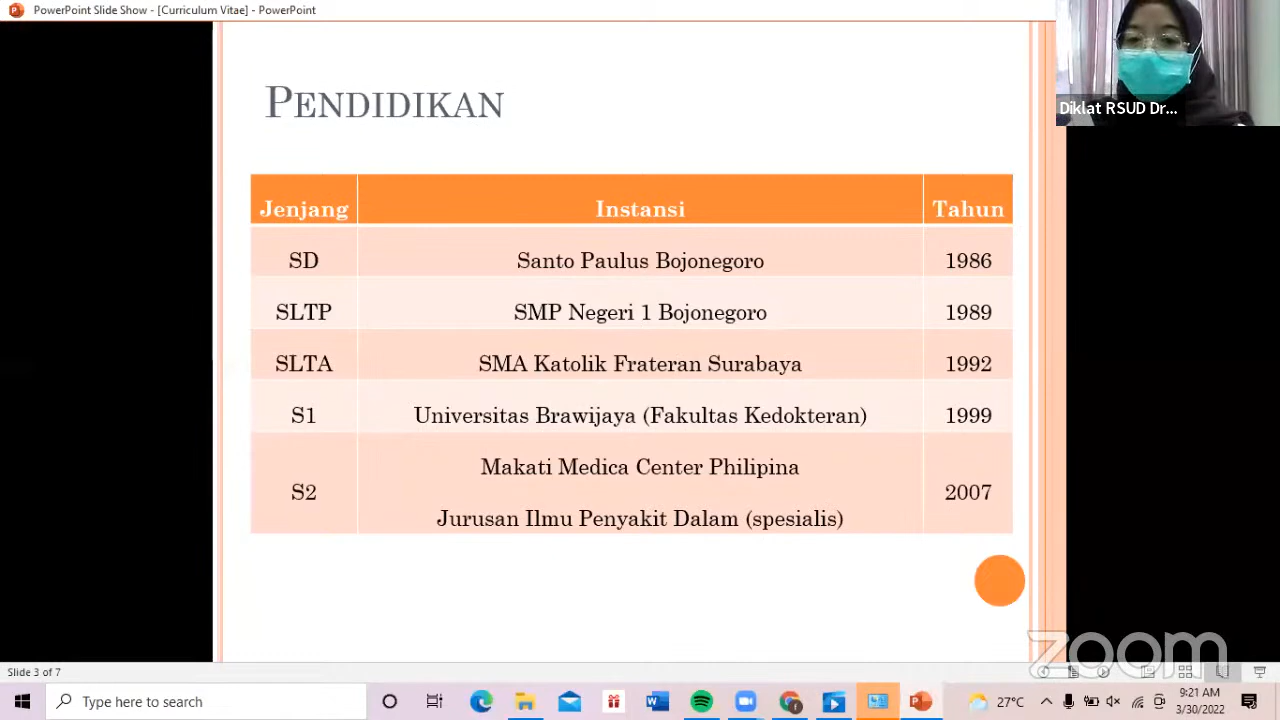 PowerPoint Slide Show - [Curriculum Vitae] - PowerPoint
Diklat RSUD Dr...
PENDIDIKAN
Jenjang Instansi Tahun
SD Santo Paulus Bojonegoro 1986
SLTP SMP Negeri 1 Bojonegoro 1989
SLTA SMA Katolik Frateran Surabaya 1992
S1 Universitas Brawijaya (Fakultas Kedokteran) 1999
S2 Makati Medica Center Philipina 2007
Jurusan Ilmu Penyakit Dalam (spesialis)
zoom
Slide 3 of 7
Type here to search
27°C
9:21 AM
3/30/2022